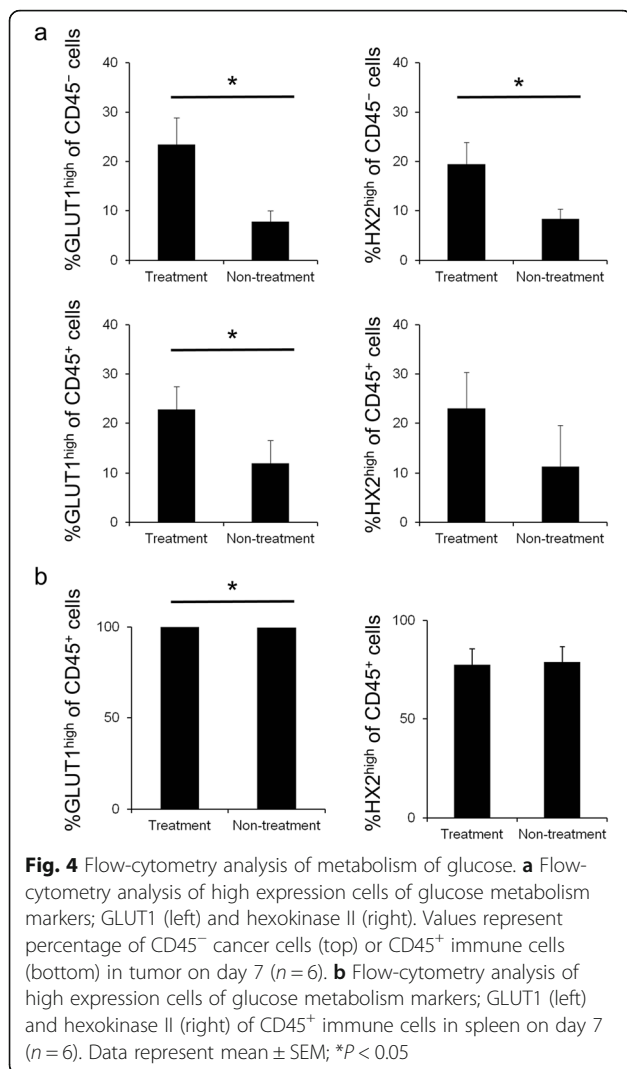 a
*
*
%GLUT1high of CD45− cells
%HX2high of CD45− cells
40
30
20
10
0
40
30
20
10
0
Treatment Non-treatment
Treatment Non-treatment
*
%GLUT1high of CD45+ cells
%HX2high of CD45+ cells
40
30
20
10
0
40
30
20
10
0
Treatment Non-treatment
Treatment Non-treatment
b
*
%GLUT1high of CD45+ cells
%HX2high of CD45+ cells
100
50
0
100
50
0
Treatment Non-treatment
Treatment Non-treatment
Fig. 4 Flow-cytometry analysis of metabolism of glucose. a Flow-
cytometry analysis of high expression cells of glucose metabolism
markers; GLUT1 (left) and hexokinase II (right). Values represent
percentage of CD45− cancer cells (top) or CD45+ immune cells
(bottom) in tumor on day 7 (n = 6). b Flow-cytometry analysis of
high expression cells of glucose metabolism markers; GLUT1 (left)
and hexokinase II (right) of CD45+ immune cells in spleen on day 7
(n = 6). Data represent mean ± SEM; *P < 0.05